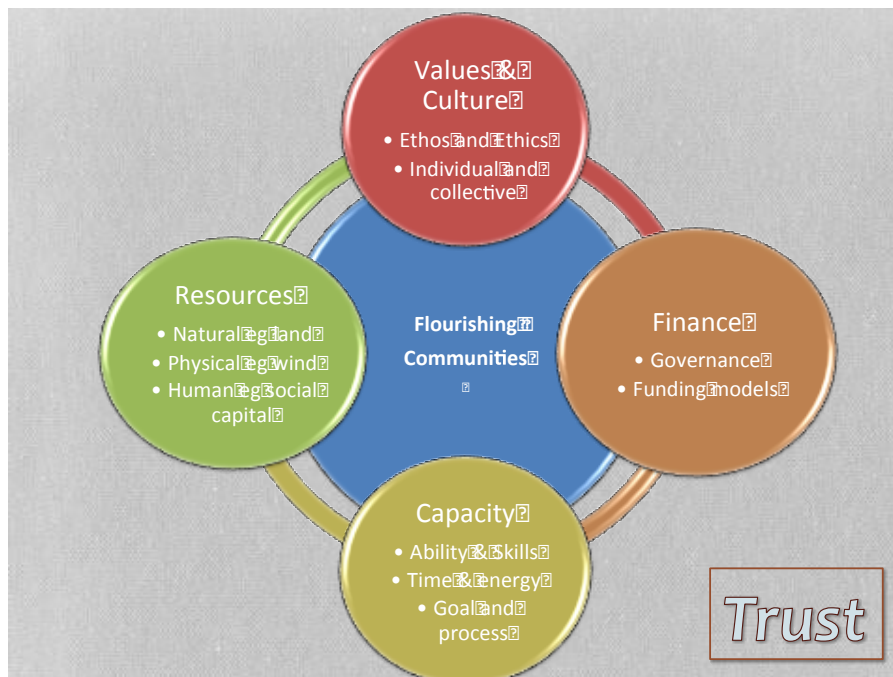 Values & 
Culture
• Ethos and Ethics
• Individual and
collective
Resources
• Natural eg land
• Physical eg wind
• Human eg social
capital
Flourishing
Communities
Finance
• Governance
• Funding models
Capacity
• Ability & Skills
• Time & energy
• Goal and
process
Trust